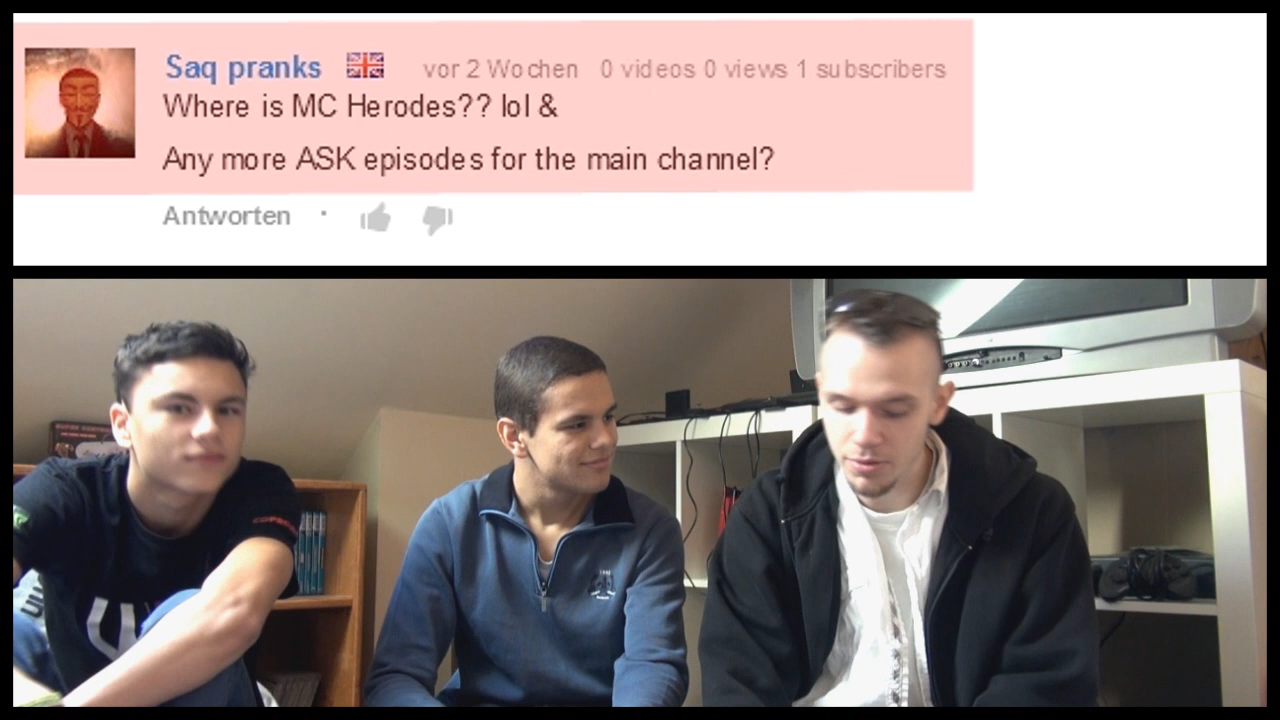 Saq pranks vor 2 Wochen 0 videos 0 views 1 subscribers
Where is MC Herodes?? lol &
Any more ASK episodes for the main channel?
Antworten ·